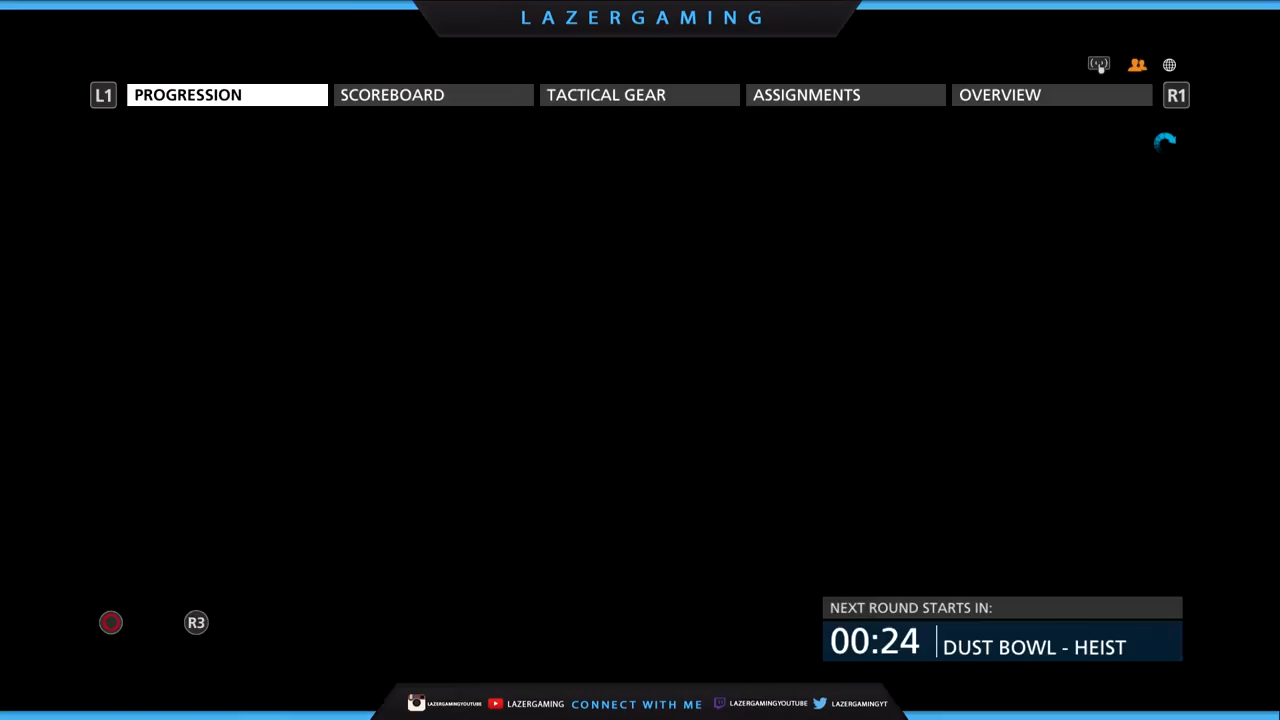 LAZERGAMING
L1 PROGRESSION SCOREBOARD TACTICAL GEAR ASSIGNMENTS OVERVIEW R1
R3
NEXT ROUND STARTS IN:
00:24 DUST BOWL - HEIST
LAZERGAMINGYOUTUBE LAZERGAMING CONNECT WITH ME LAZERGAMINGYOUTUBE LAZERGAMINGYT